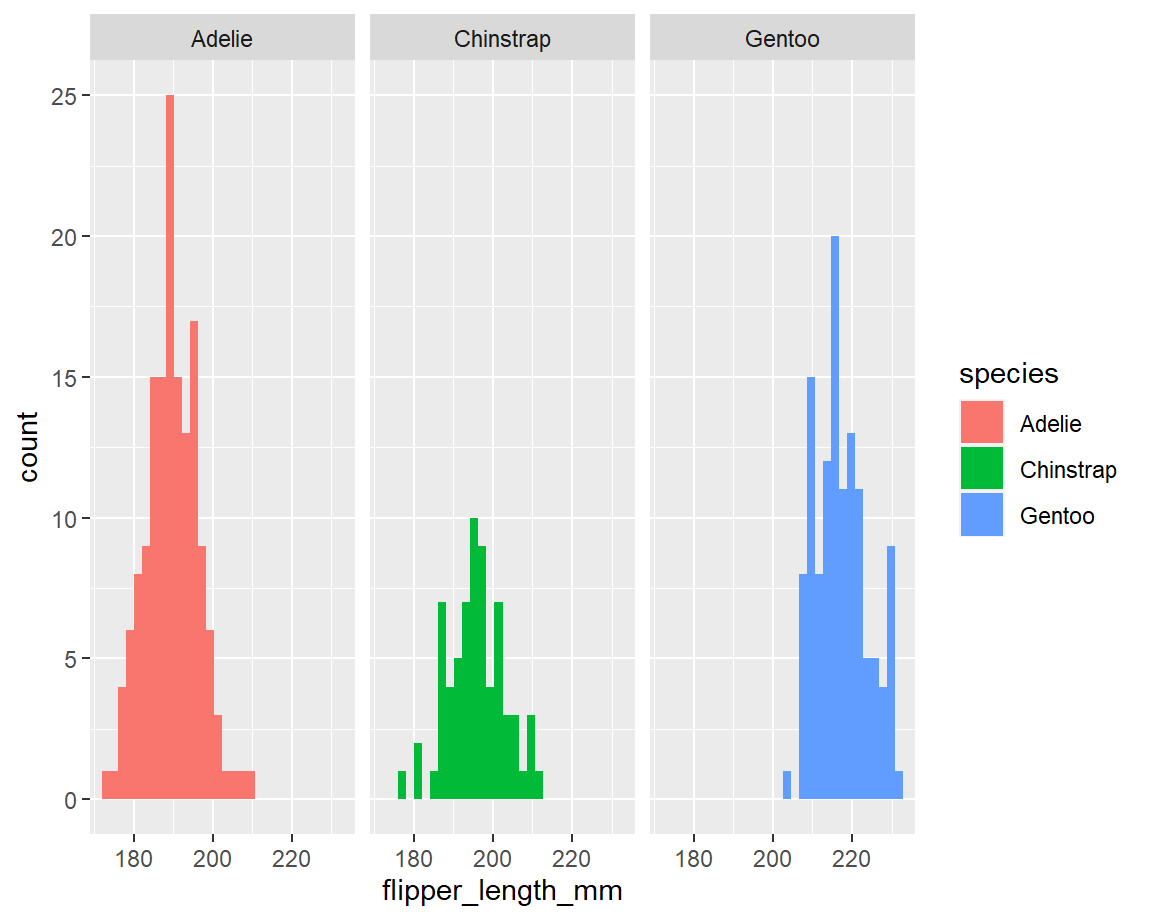 Adelie Chinstrap Gentoo
25
20
15
10
5
0
count
180 200 220 180 200 220 180 200 220
flipper_length_mm
species
Adelie
Chinstrap
Gentoo